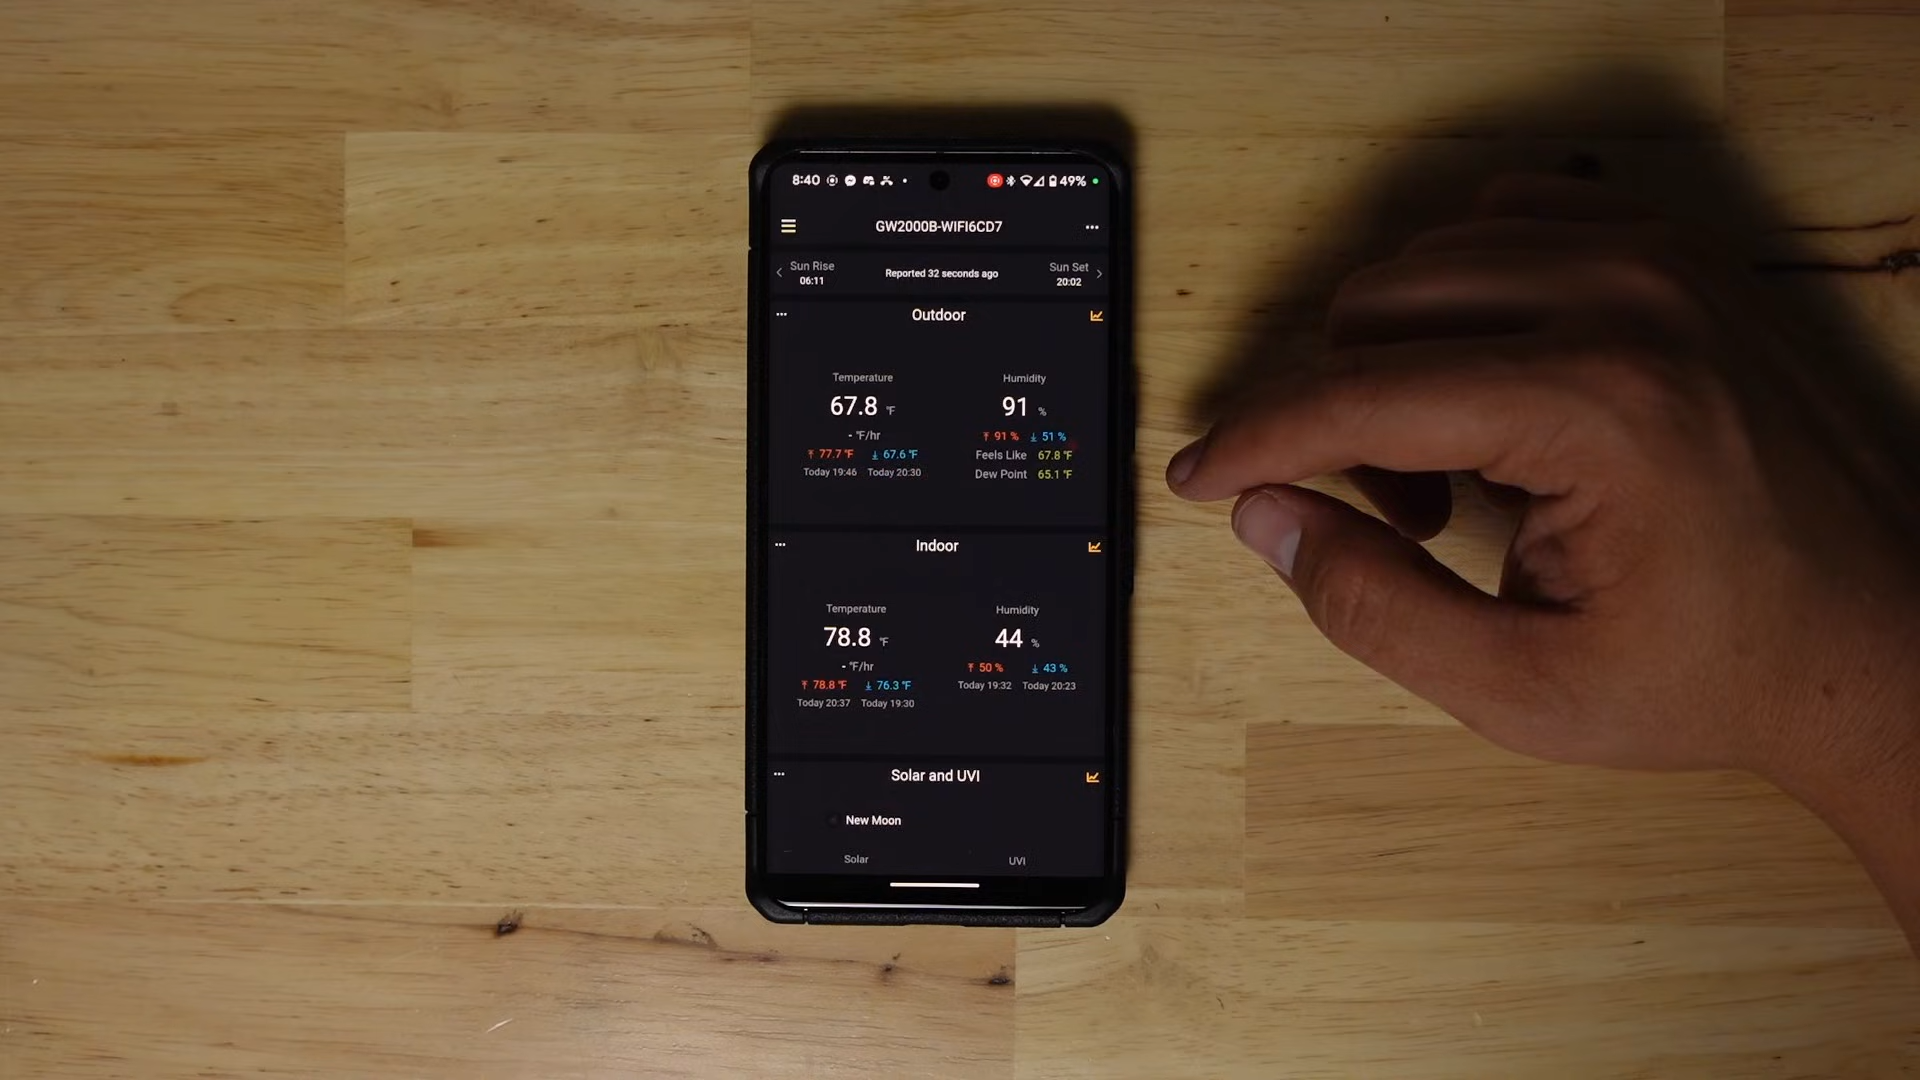 8:40
49%
GW2000B-WIFI6CD7
Sun Rise
06:11
Reported 32 seconds ago
Sun Set
20:02
Outdoor
Temperature
67.8 °F
- °F/hr
77.7 °F 67.6 °F
Today 19:46 Today 20:30
Humidity
91 %
91 % 51 %
Feels Like 67.8 °F
Dew Point 65.1 °F
Indoor
Temperature
78.8 °F
- °F/hr
78.8 °F 76.3 °F
Today 20:37 Today 19:30
Humidity
44 %
50 % 43 %
Today 19:32 Today 20:23
Solar and UVI
New Moon
Solar UVI